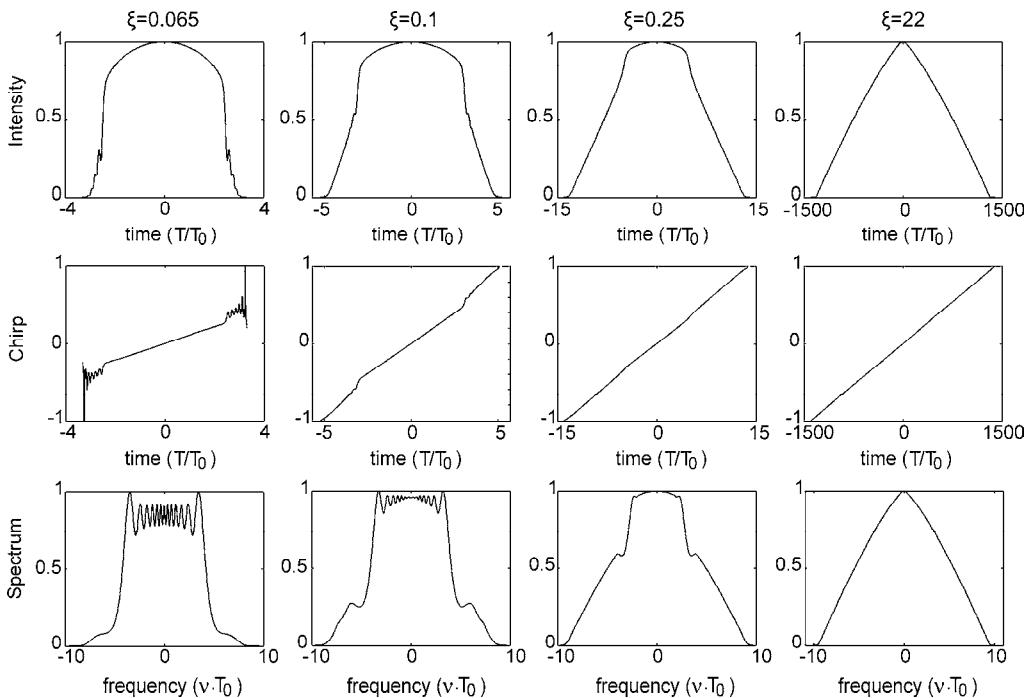 ξ=0.065 ξ=0.1 ξ=0.25 ξ=22
Intensity
1 1 1 1
0.5 0.5 0.5 0.5
0 0 0 0
-4 0 4 -5 0 5 -15 0 15 -1500 0 1500
time (T/T0) time (T/T0) time (T/T0) time (T/T0)
Chirp
1 1 1 1
0 0 0 0
-1 -1 -1 -1
-4 0 4 -5 0 5 -15 0 15 -1500 0 1500
time (T/T0) time (T/T0) time (T/T0) time (T/T0)
Spectrum
1 1 1 1
0.5 0.5 0.5 0.5
0 0 0 0
-10 0 10 -10 0 10 -10 0 10 -10 0 10
frequency (ν·T0) frequency (ν·T0) frequency (ν·T0) frequency (ν·T0)